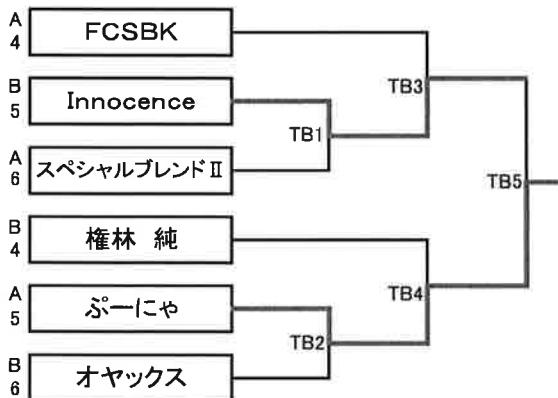 A
4
FCSBK
B
5
Innocence
A
6
スペシャルブレンドⅡ
B
4
権林 純
A
5
ぷーにゃ
B
6
オヤックス
TB1
TB2
TB3
TB4
TB5